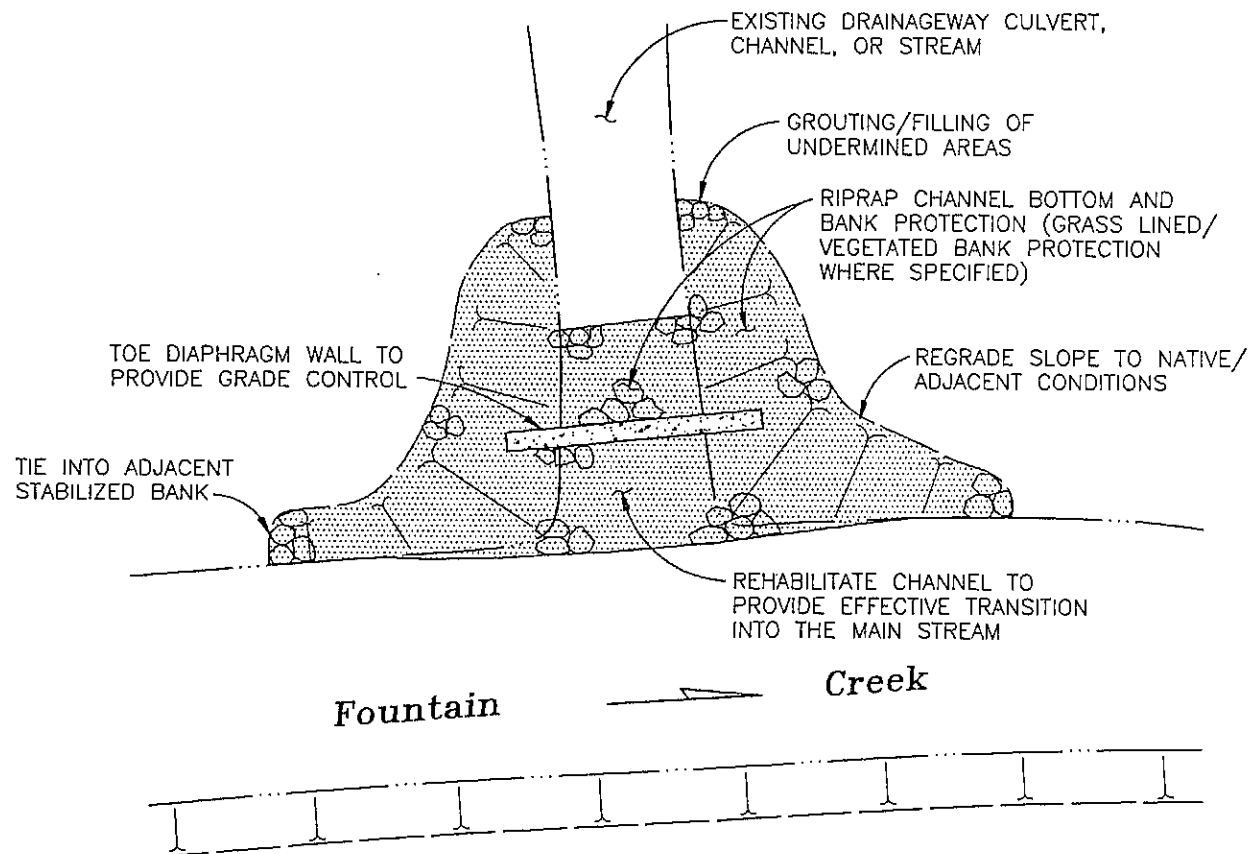 EXISTING DRAINAGEWAY CULVERT,
CHANNEL, OR STREAM
GROUTING/FILLING OF
UNDERMINED AREAS
RIPRAP CHANNEL BOTTOM AND
BANK PROTECTION (GRASS LINED/
VEGETATED BANK PROTECTION
WHERE SPECIFIED)
TOE DIAPHRAGM WALL TO
PROVIDE GRADE CONTROL
REGRADE SLOPE TO NATIVE/
ADJACENT CONDITIONS
TIE INTO ADJACENT
STABILIZED BANK
REHABILITATE CHANNEL TO
PROVIDE EFFECTIVE TRANSITION
INTO THE MAIN STREAM
Fountain Creek